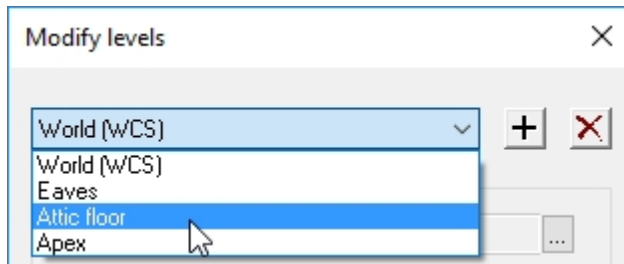 Modify levels
World (WCS)
World (WCS)
Eaves
Attic floor
Apex
...